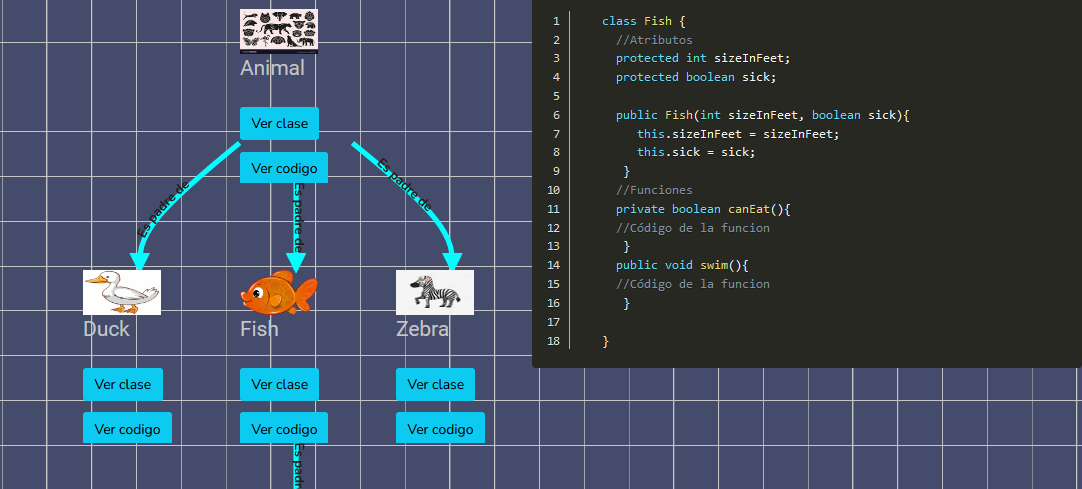 Animal
Ver clase
Ver codigo
Es padre de
Es padre de
Es padre de
Duck
Fish
Zebra
Ver clase
Ver clase
Ver clase
Ver codigo
Ver codigo
Ver codigo
Es padr
1 class Fish {
2 //Atributos
3 protected int sizeInFeet;
4 protected boolean sick;
5
6 public Fish(int sizeInFeet, boolean sick){
7 this.sizeInFeet = sizeInFeet;
8 this.sick = sick;
9 }
10 //Funciones
11 private boolean canEat(){
12 //Código de la funcion
13 }
14 public void swim(){
15 //Código de la funcion
16 }
17
18 }